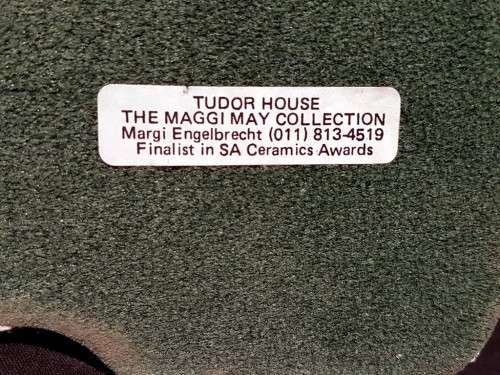 TUDOR HOUSE
THE MAGGI MAY COLLECTION
Margi Engelbrecht (011) 813-4519
Finalist in SA Ceramics Awards